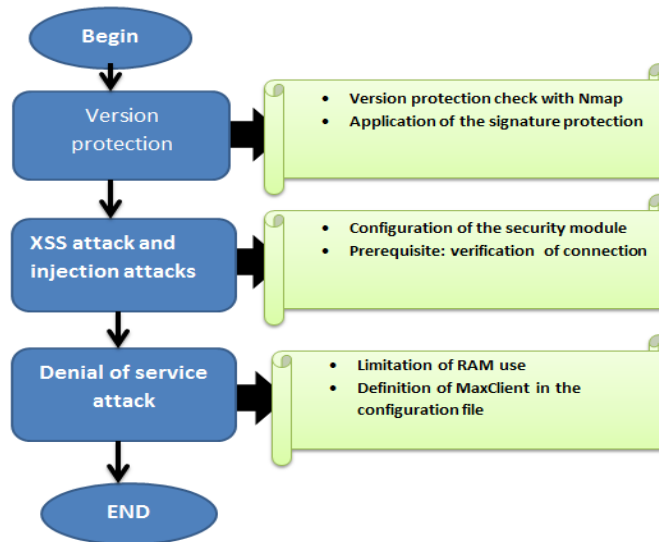 Begin
Version
protection
• Version protection check with Nmap
• Application of the signature protection
XSS attack and
injection attacks
• Configuration of the security module
• Prerequisite: verification of connection
Denial of service
attack
• Limitation of RAM use
• Definition of MaxClient in the
configuration file
END